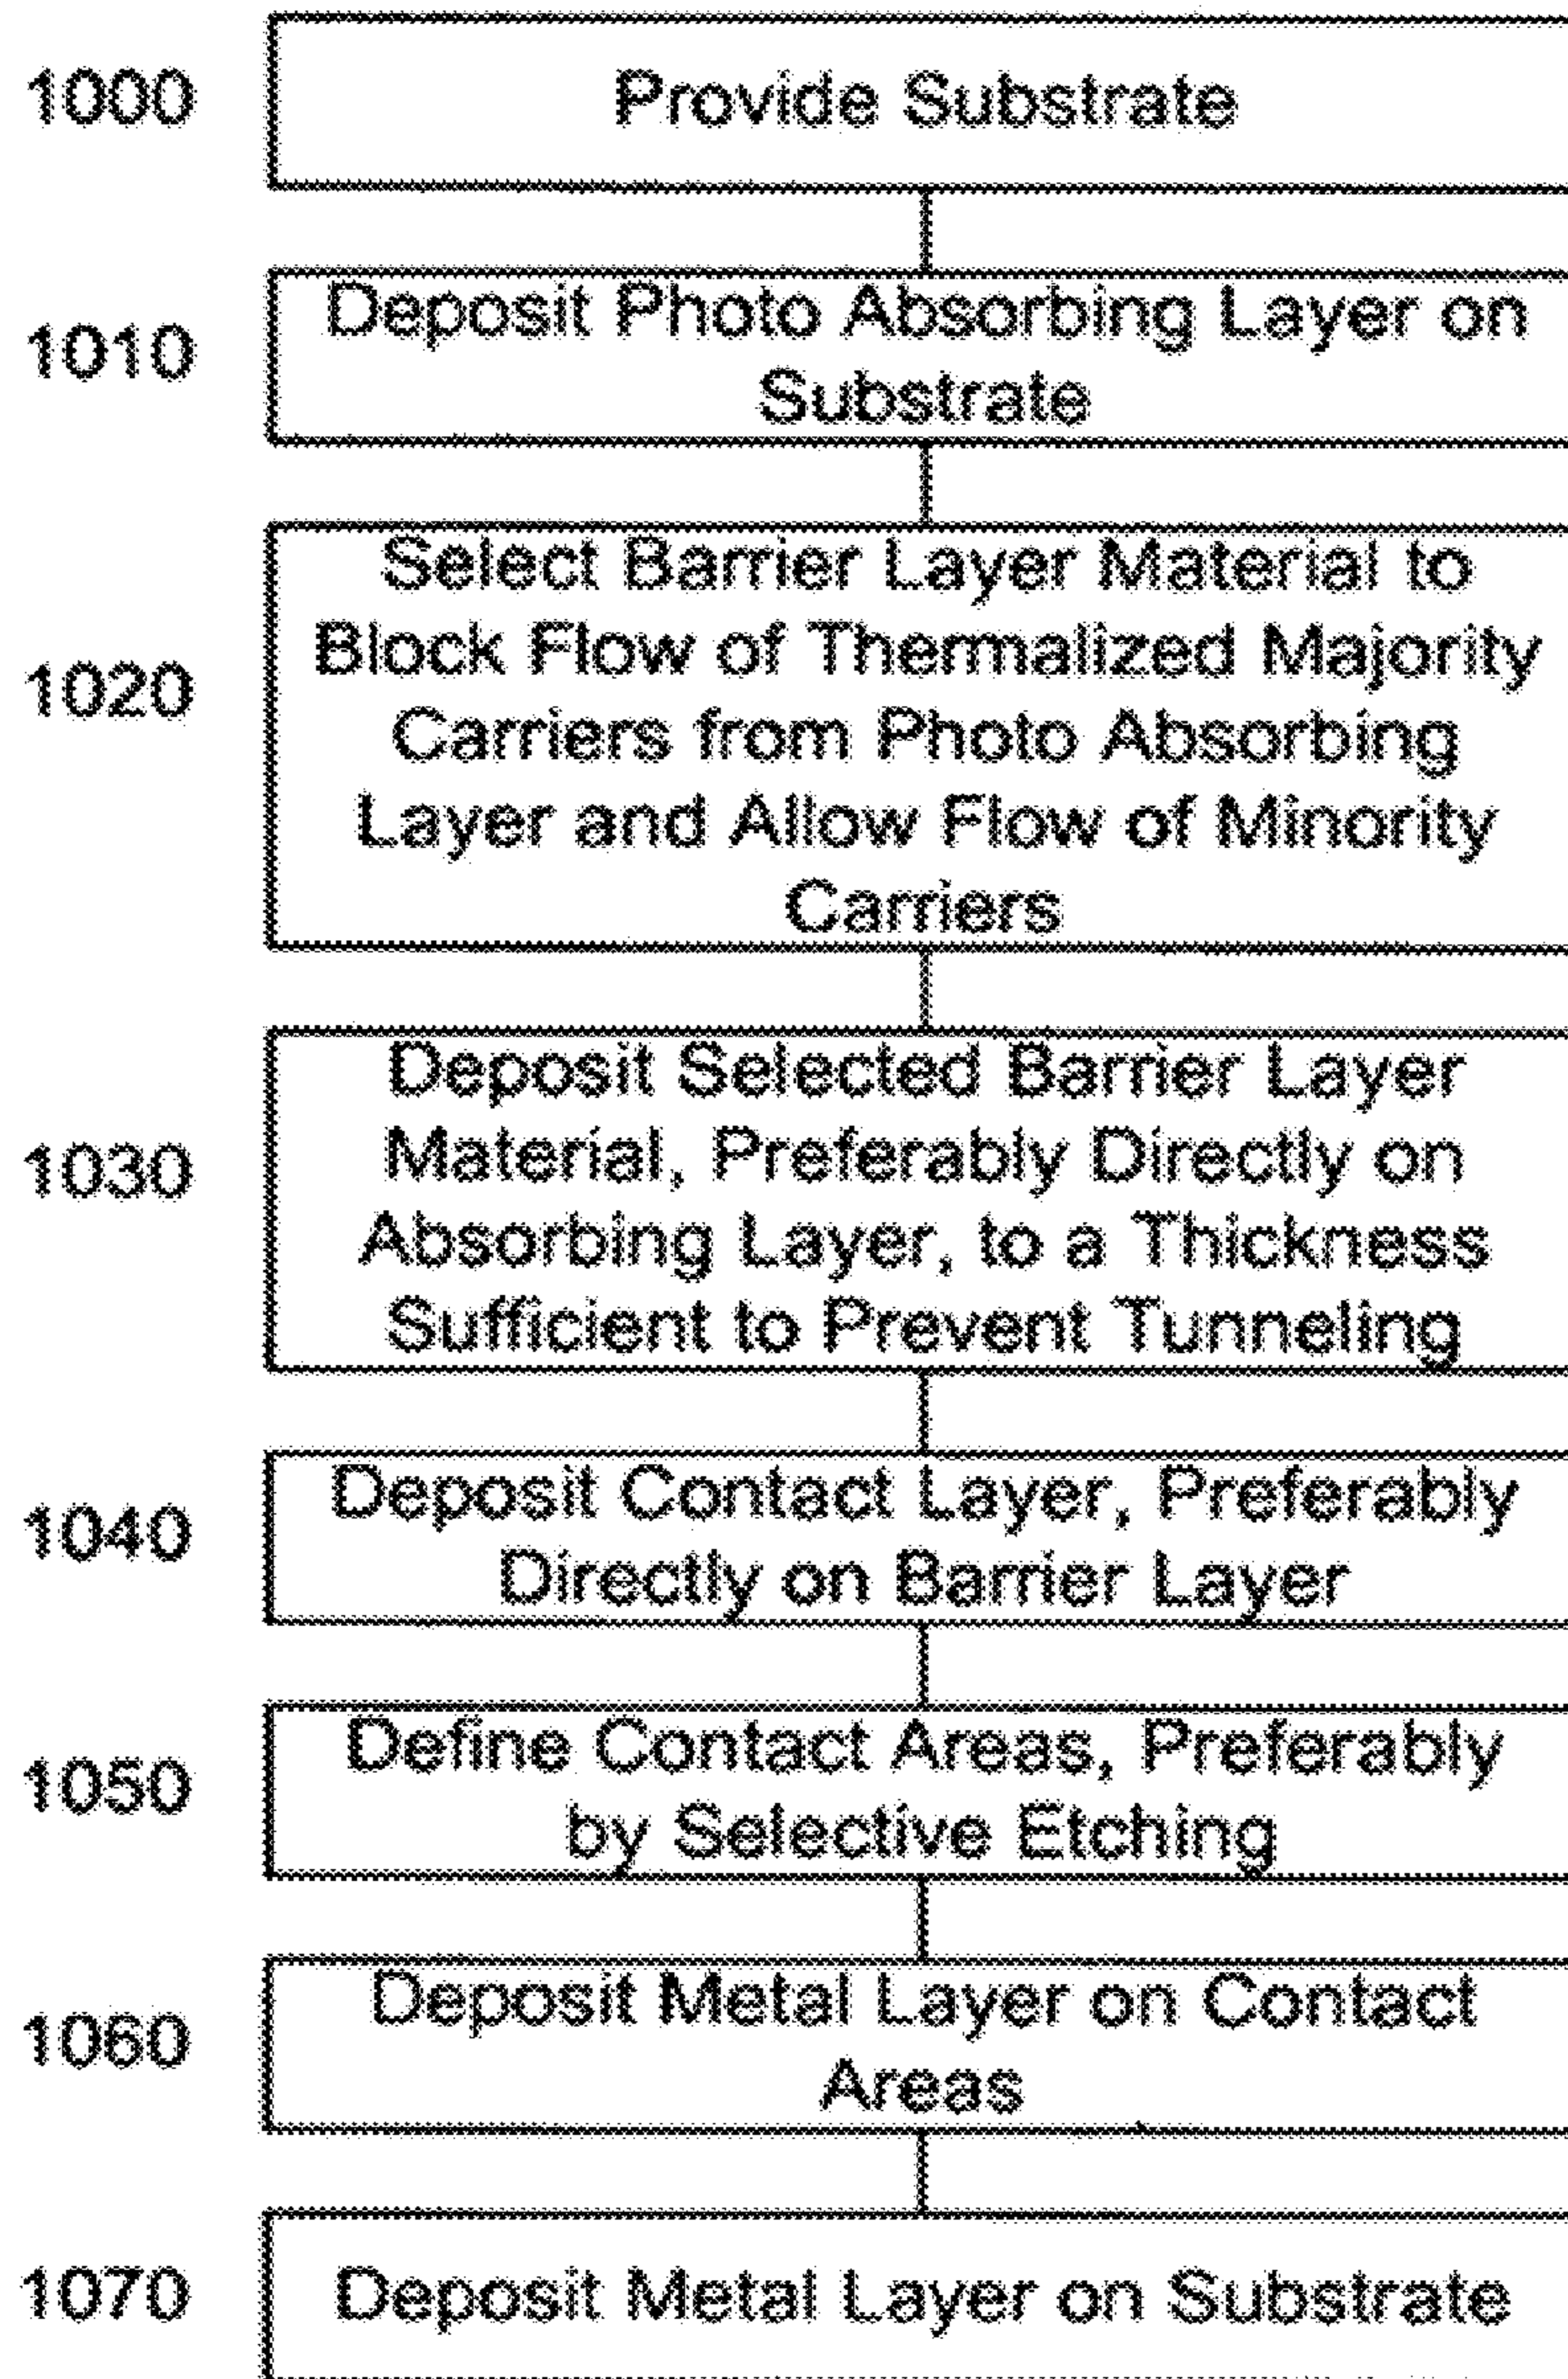 1000
Provide Substrate
1010
Deposit Photo Absorbing Layer on
Substrate
1020
Select Barrier Layer Material to
Block Flow of Thermalized Majority
Carriers from Photo Absorbing
Layer and Allow Flow of Minority
Carriers
1030
Deposit Selected Barrier Layer
Material, Preferably Directly on
Absorbing Layer, to a Thickness
Sufficient to Prevent Tunneling
1040
Deposit Contact Layer, Preferably
Directly on Barrier Layer
1050
Define Contact Areas, Preferably
by Selective Etching
1060
Deposit Metal Layer on Contact
Areas
1070
Deposit Metal Layer on Substrate